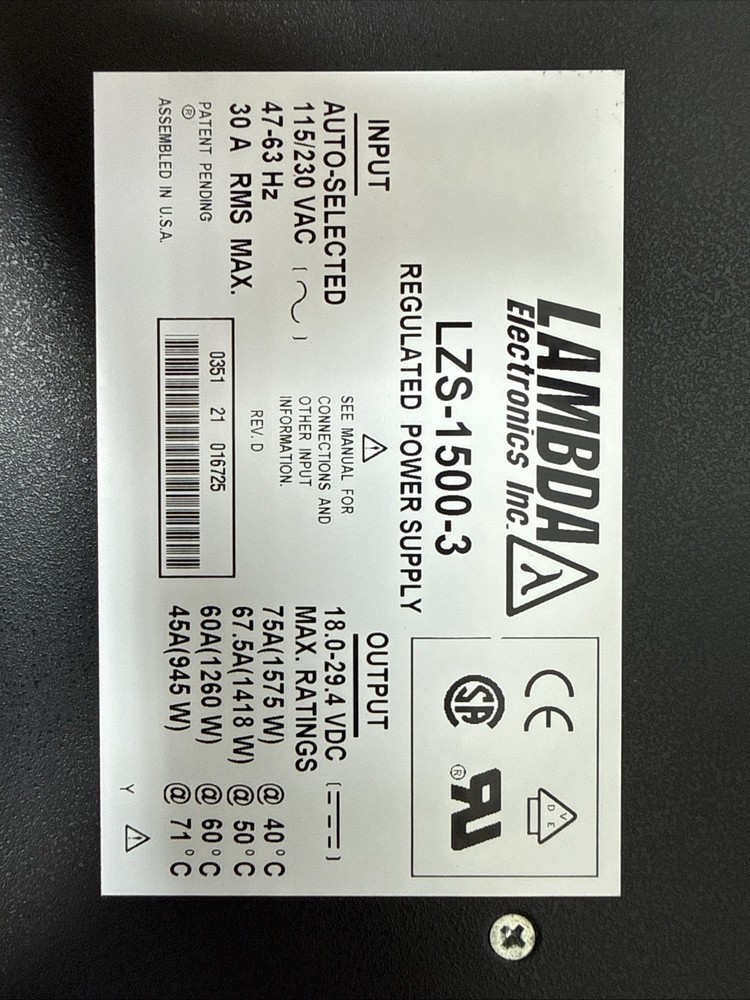 LAMBDA
Electronics Inc.
λ
LZS-1500-3
REGULATED POWER SUPPLY
CE
VDE
SA
RU
®
INPUT
AUTO-SELECTED
115/230 VAC (~)
47-63 Hz
30 A RMS MAX.
PATENT PENDING
®
ASSEMBLED IN U.S.A.
SEE MANUAL FOR
CONNECTIONS AND
OTHER INPUT
INFORMATION.
REV. D
0351 21 016725
OUTPUT
18.0-29.4 VDC
MAX. RATINGS
75A(1575 W) @ 40°C
67.5A(1418 W) @ 50°C
60A(1260 W) @ 60°C
45A(945 W) @ 71°C
Y